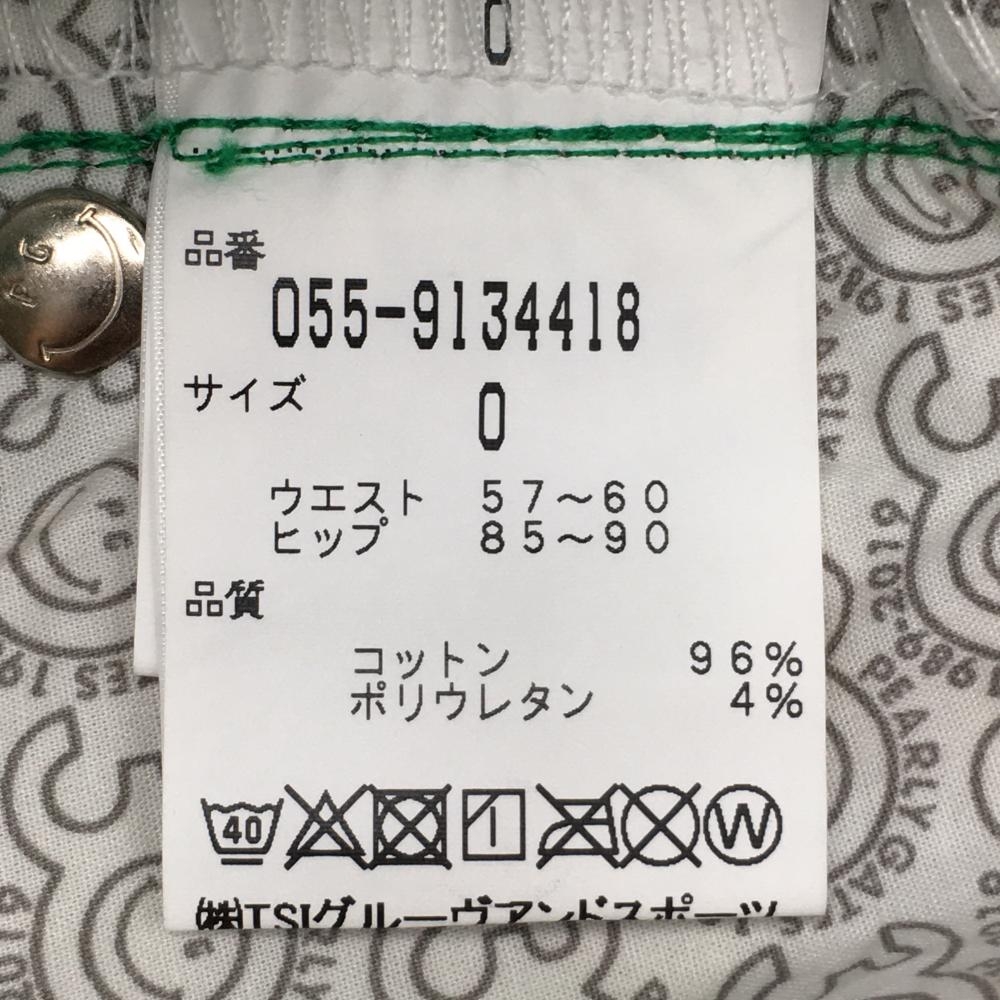 0
品番
055-9134418
サイズ
0
ウエスト 57～60
ヒップ 85～90
品質
コットン 96%
ポリウレタン 4%
40
W
㈱TSIグルーヴアンドスポーツ
P G